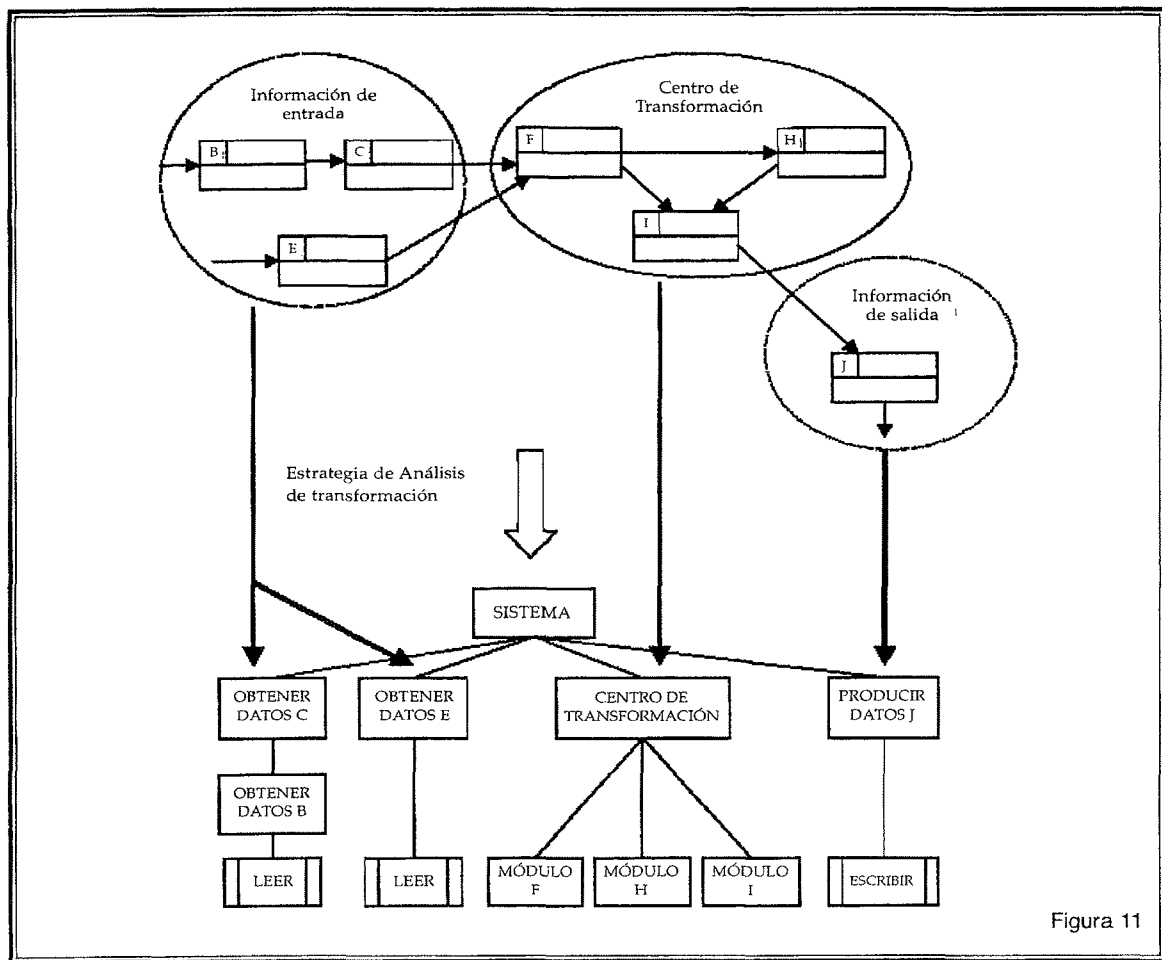 Información de
entrada
Centro de
Transformación
B
C
F
H
E
I
Información
de salida
J
Estrategia de Análisis
de transformación
SISTEMA
OBTENER
DATOS C
OBTENER
DATOS E
CENTRO DE
TRANSFORMACIÓN
PRODUCIR
DATOS J
OBTENER
DATOS B
LEER
LEER
MÓDULO
F
MÓDULO
H
MÓDULO
I
ESCRIBIR
Figura 11